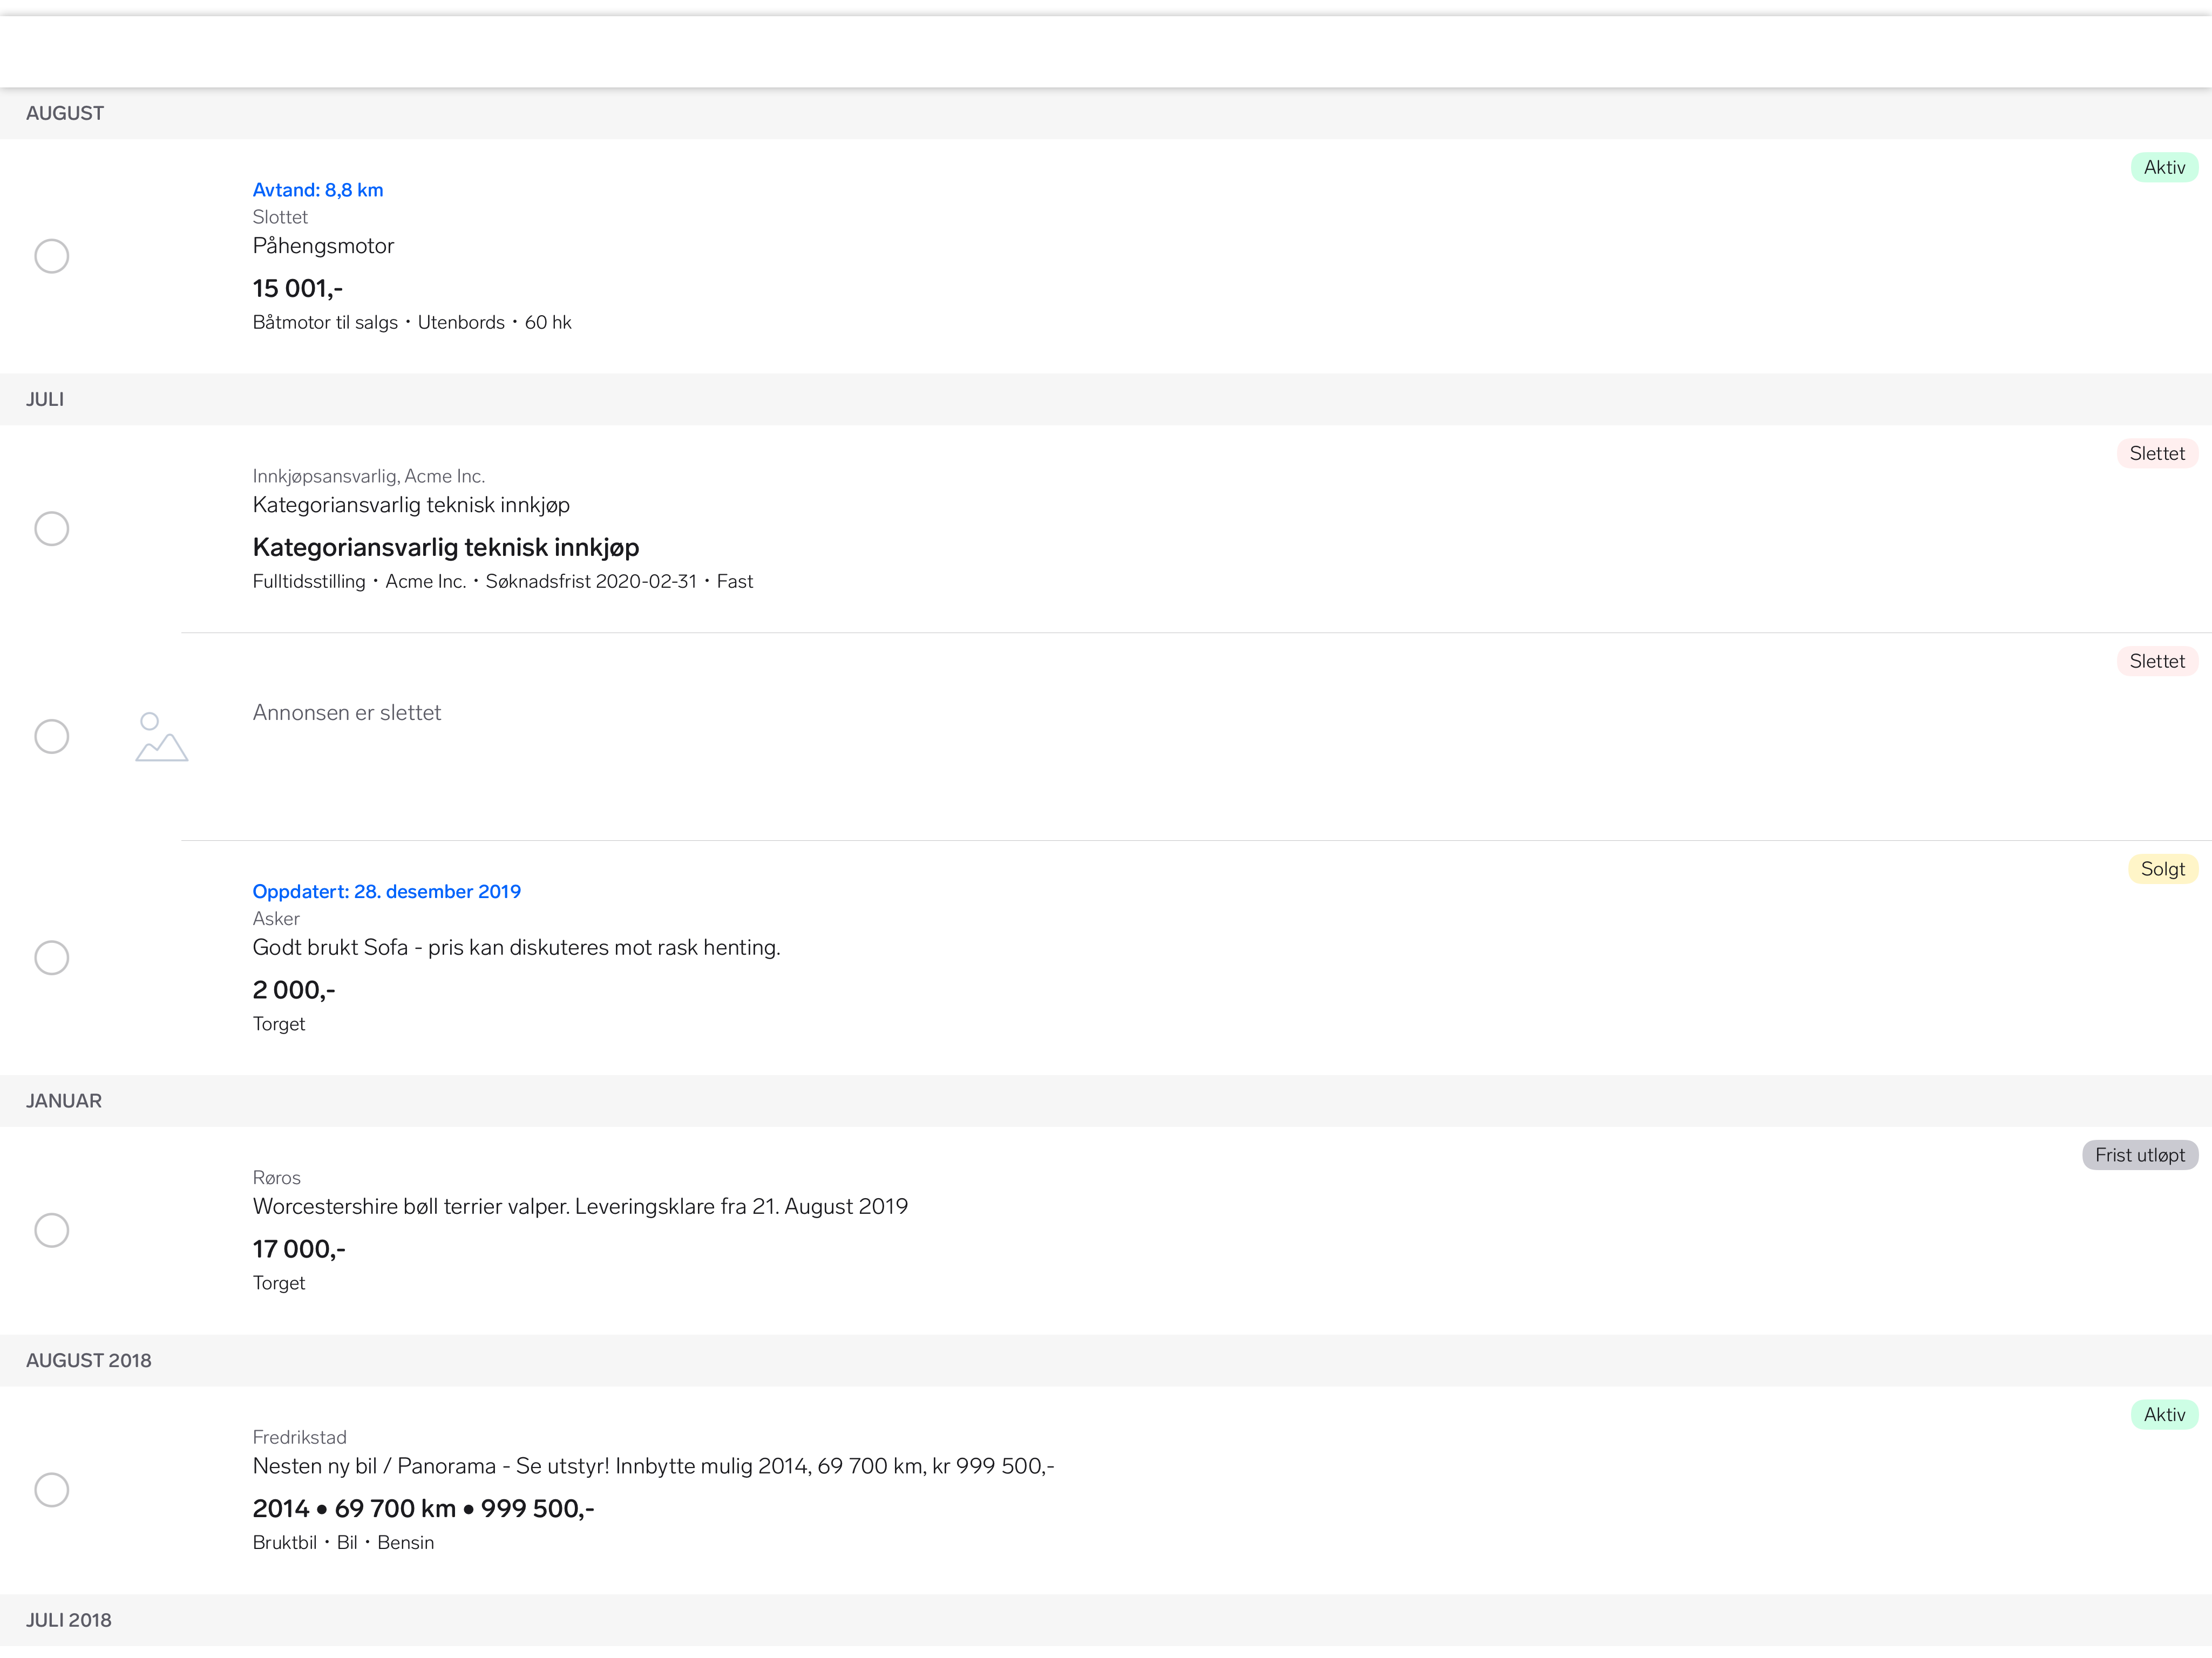 AUGUST
Aktiv
Avtand: 8,8 km
Slottet
Påhengsmotor
15 001,-
Båtmotor til salgs • Utenbords • 60 hk
JULI
Slettet
Innkjøpsansvarlig, Acme Inc.
Kategoriansvarlig teknisk innkjøp
Kategoriansvarlig teknisk innkjøp
Fulltidsstilling • Acme Inc. • Søknadsfrist 2020-02-31 • Fast
Slettet
Annonsen er slettet
Solgt
Oppdatert: 28. desember 2019
Asker
Godt brukt Sofa - pris kan diskuteres mot rask henting.
2 000,-
Torget
JANUAR
Frist utløpt
Røros
Worcestershire bøll terrier valper. Leveringsklare fra 21. August 2019
17 000,-
Torget
AUGUST 2018
Aktiv
Fredrikstad
Nesten ny bil / Panorama - Se utstyr! Innbytte mulig 2014, 69 700 km, kr 999 500,-
2014 • 69 700 km • 999 500,-
Bruktbil • Bil • Bensin
JULI 2018